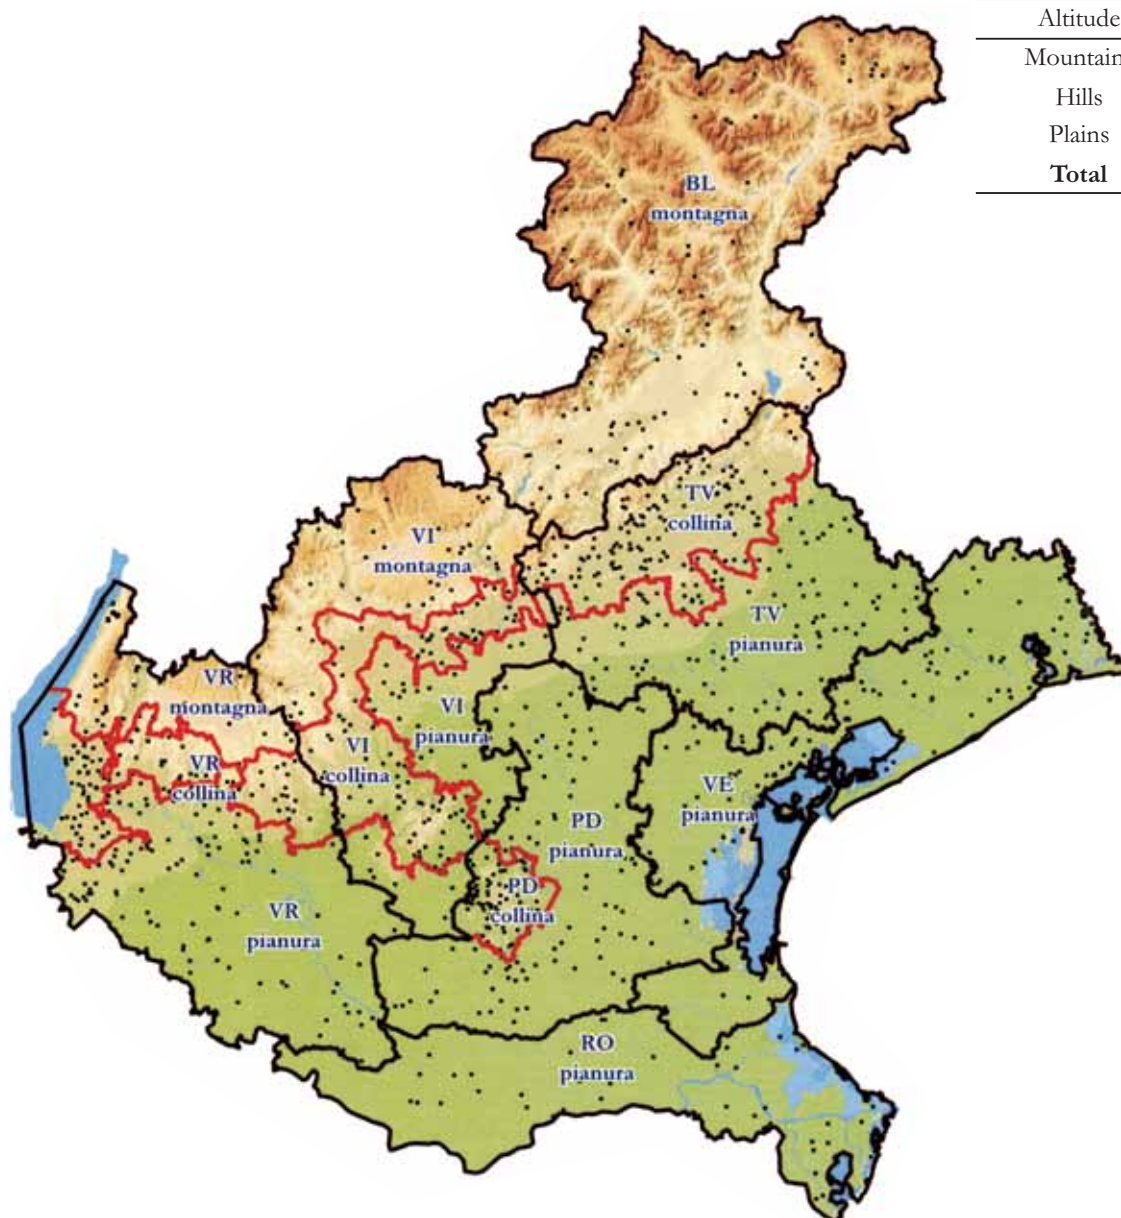 Altitude
Mountain
Hills
Plains
Total
BL
montagna
TV
collina
VI
montagna
TV
pianura
VR
montagna
VI
pianura
VI
collina
VR
collina
VE
pianura
PD
pianura
PD
collina
VR
pianura
RO
pianura